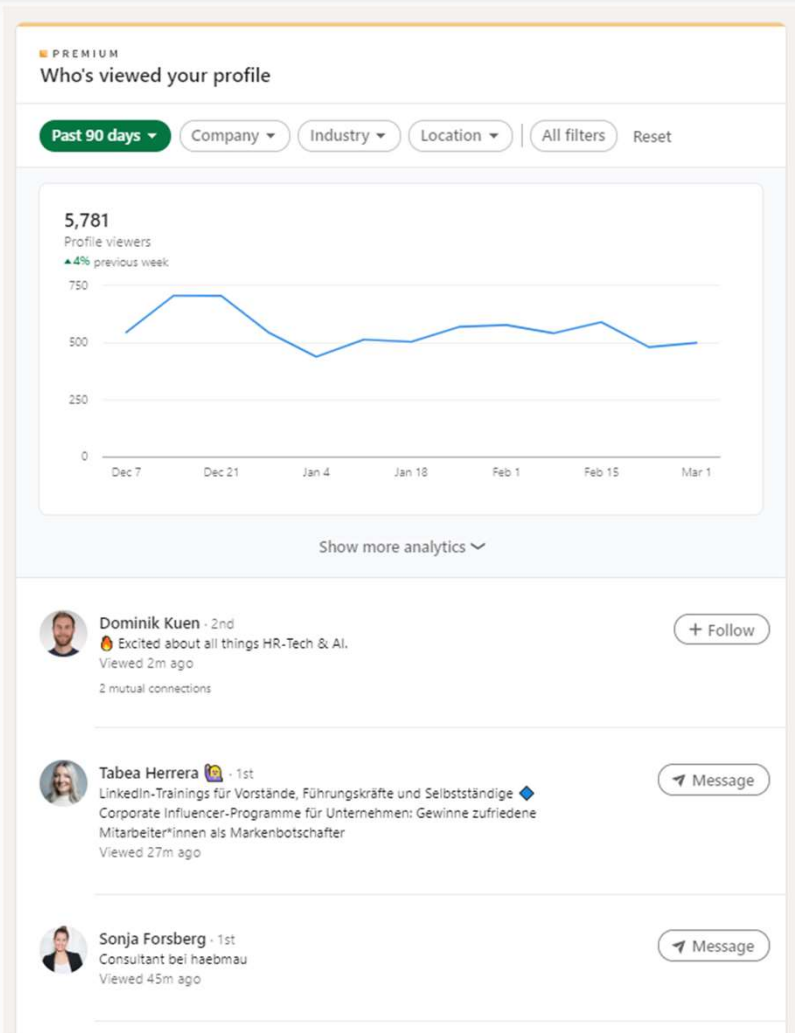 PREMIUM
Who's viewed your profile
Past 90 days Company Industry Location All filters Reset
5,781
Profile viewers
▲4% previous week
750
500
250
0
Dec 7 Dec 21 Jan 4 Jan 18 Feb 1 Feb 15 Mar 1
Show more analytics
Dominik Kuen · 2nd
🔥 Excited about all things HR-Tech & AI.
Viewed 2m ago
2 mutual connections
+ Follow
Tabea Herrera 🙋🏼‍♀️ · 1st
LinkedIn-Trainings für Vorstände, Führungskräfte und Selbstständige 🔷
Corporate Influencer-Programme für Unternehmen: Gewinne zufriedene
Mitarbeiter*innen als Markenbotschafter
Viewed 27m ago
Message
Sonja Forsberg · 1st
Consultant bei haebmau
Viewed 45m ago
Message